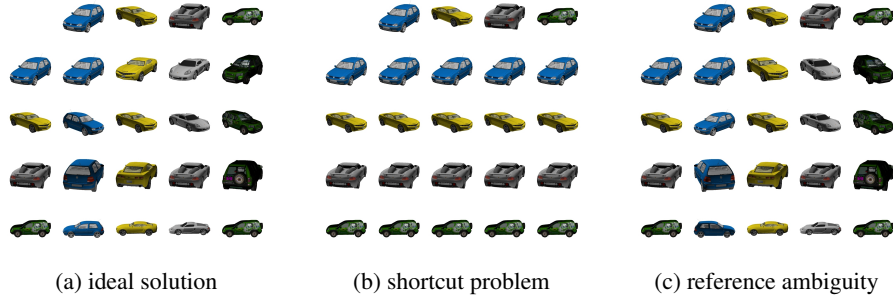 (a) ideal solution
(b) shortcut problem
(c) reference ambiguity